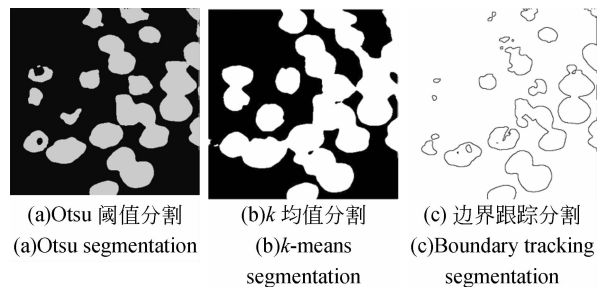 (a)Otsu 阈值分割
(a)Otsu segmentation
(b)k 均值分割
(b)k-means
segmentation
(c) 边界跟踪分割
(c)Boundary tracking
segmentation